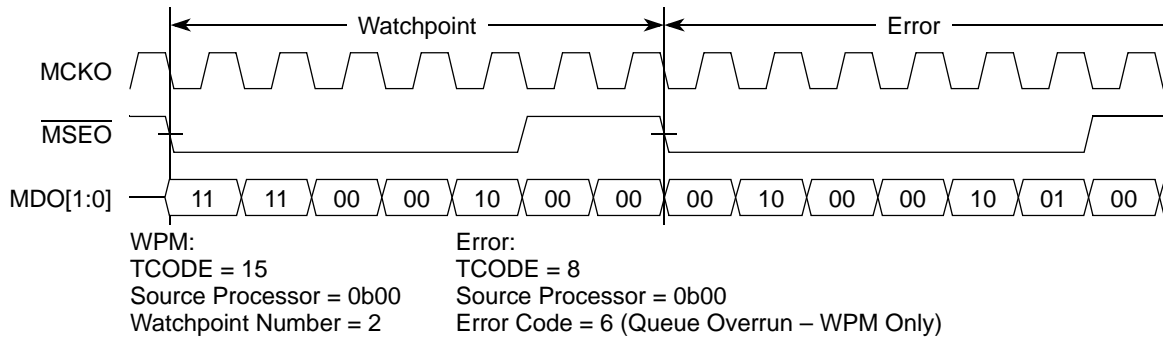 Watchpoint Error
MCKO
MSEO
MDO[1:0] 11 11 00 00 10 00 00 00 10 00 00 10 01 00
WPM: Error:
TCODE = 15 TCODE = 8
Source Processor = 0b00 Source Processor = 0b00
Watchpoint Number = 2 Error Code = 6 (Queue Overrun – WPM Only)